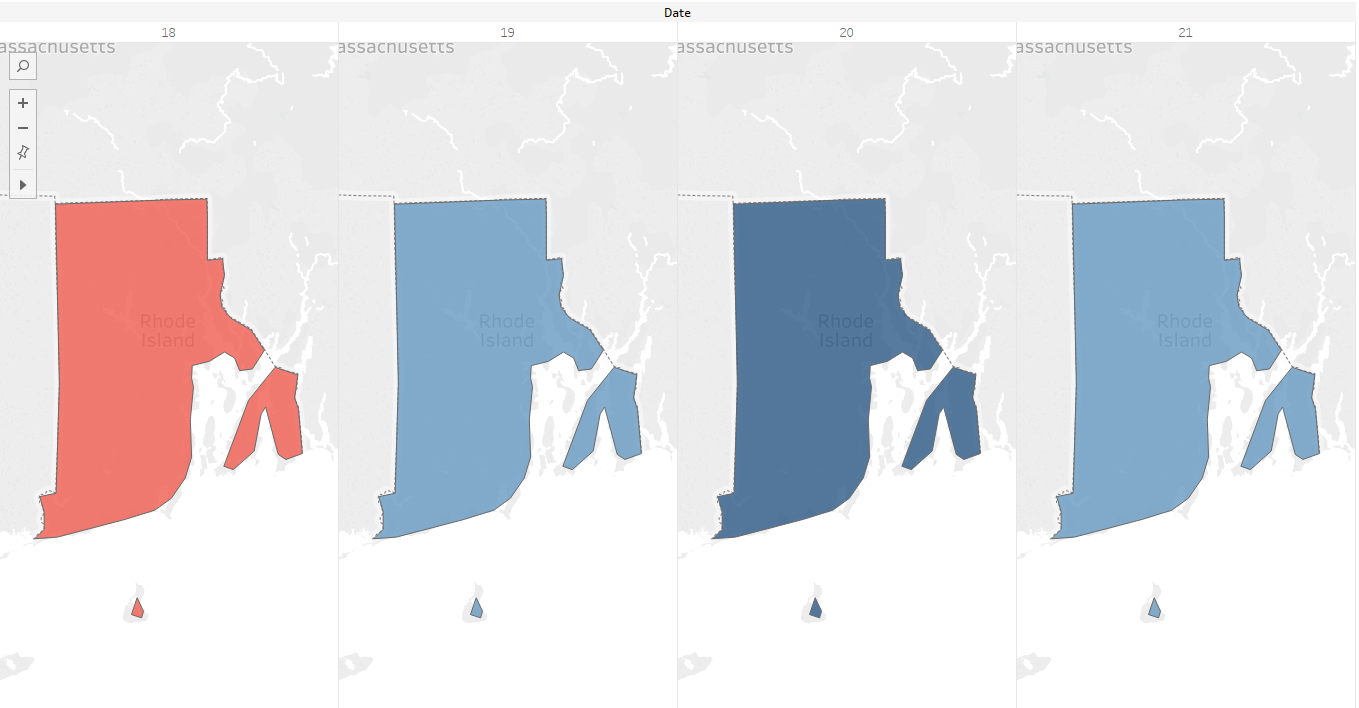 Date
18 19 20 21
assachusetts assachusetts assachusetts assachusetts
Rhode Rhode Rhode Rhode
Island Island Island Island